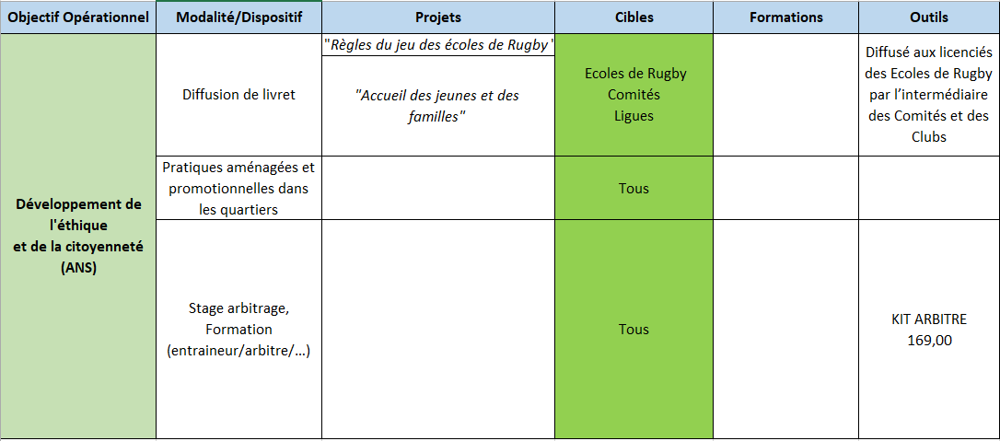 Objectif Opérationnel
Modalité/Dispositif
Projets
Cibles
Formations
Outils
Développement de
l'éthique
et de la citoyenneté
(ANS)
Diffusion de livret
"Règles du jeu des écoles de Rugby"
"Accueil des jeunes et des
familles"
Ecoles de Rugby
Comités
Ligues
Diffusé aux licenciés
des Ecoles de Rugby
par l’intermédiaire
des Comités et des
Clubs
Pratiques aménagées et
promotionnelles dans
les quartiers
Tous
Stage arbitrage,
Formation
(entraineur/arbitre/…)
Tous
KIT ARBITRE
169,00